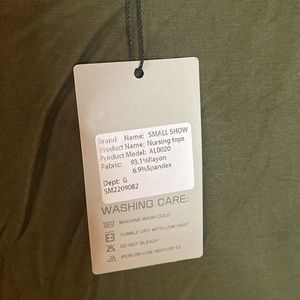 Brand Name: SMALL SHOW
Product Name: Nursing tops
Product Model: AL0020
Fabric: 93.1%Rayon
6.9%Spandex
Dept: G
SM2209082
WASHING CARE:
MACHINE WASH COLD
TUMBLE DRY WITH LOW HEAT
DO NOT BLEACH
IRON ON LOW HEAT(105°C)